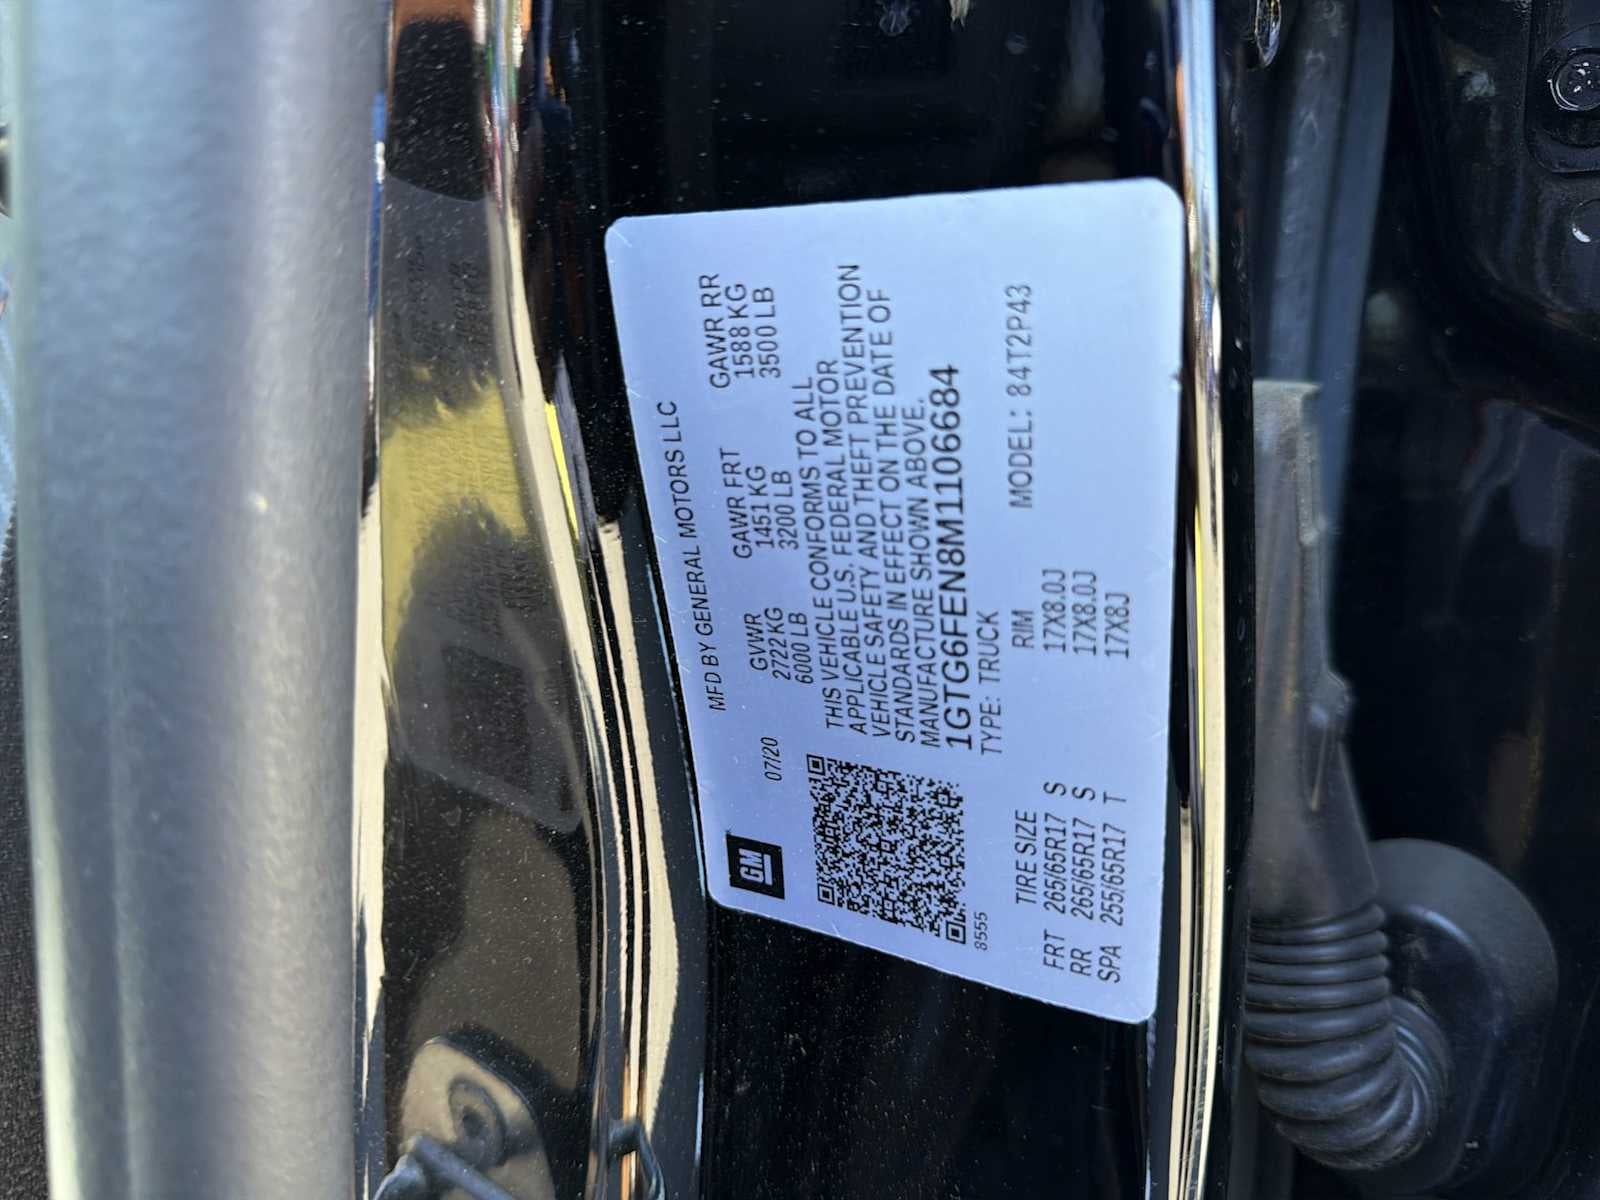 GM
07/20
MFD BY GENERAL MOTORS LLC
GVWR GAWR FRT GAWR RR
2722 KG 1451 KG 1588 KG
6000 LB 3200 LB 3500 LB
THIS VEHICLE CONFORMS TO ALL
APPLICABLE U.S. FEDERAL MOTOR
VEHICLE SAFETY AND THEFT PREVENTION
STANDARDS IN EFFECT ON THE DATE OF
MANUFACTURE SHOWN ABOVE.
1GTG6FEN8M1106684
8555
TYPE: TRUCK MODEL: 84T2P43
TIRE SIZE RIM
FRT 265/65R17 S 17X8.0J
RR 265/65R17 S 17X8.0J
SPA 255/65R17 T 17X8J